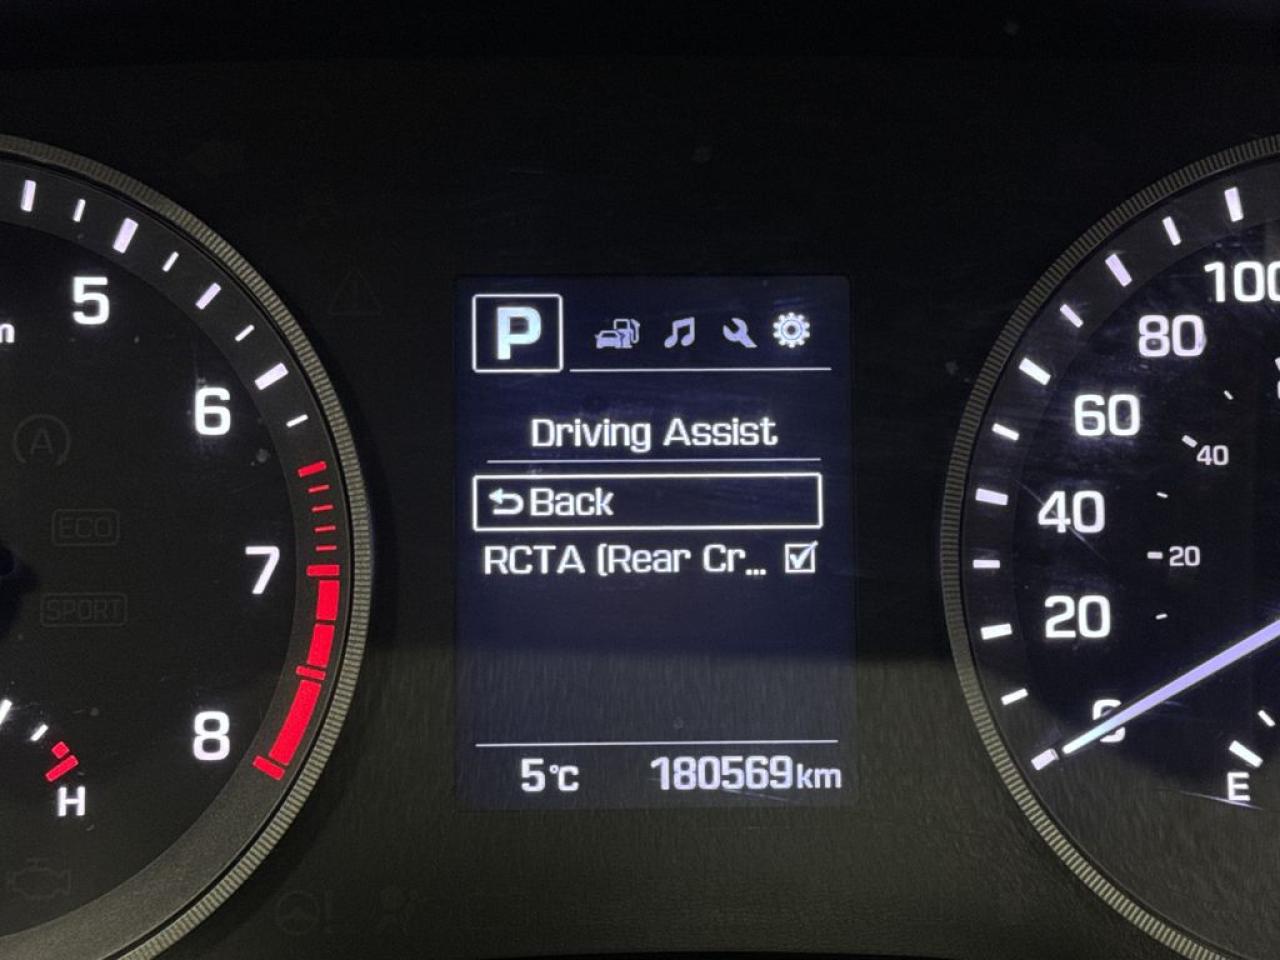 5
6
7
8
H
A
ECO
SPORT
P
Driving Assist
Back
RCTA (Rear Cr...
5°C
180569km
100
80
60
40
20
0
40
20
E